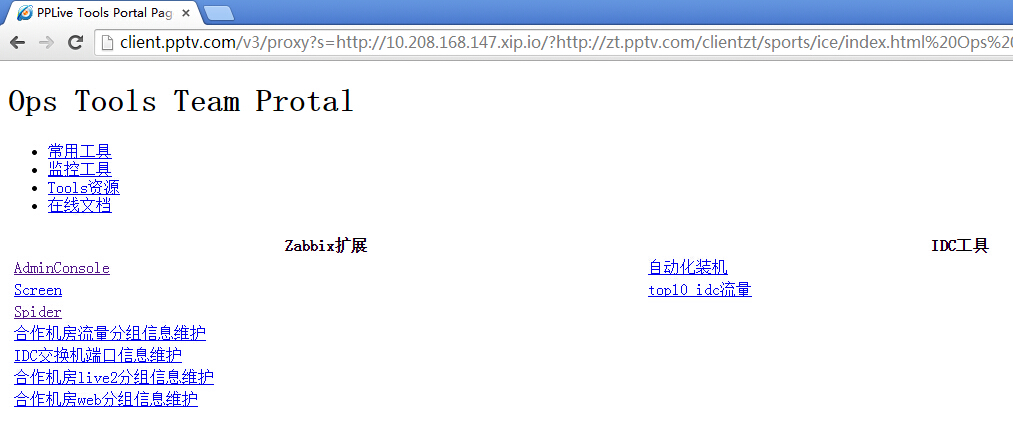 PPLive Tools Portal Pag
client.pptv.com/v3/proxy?s=http://10.208.168.147.xip.io/?http://zt.pptv.com/clientzt/sports/ice/index.html%20Ops%20
Ops Tools Team Protal
常用工具
监控工具
Tools资源
在线文档
Zabbix扩展 IDC工具
AdminConsole 自动化装机
Screen top10 idc流量
Spider
合作机房流量分组信息维护
IDC交换机端口信息维护
合作机房live2分组信息维护
合作机房web分组信息维护